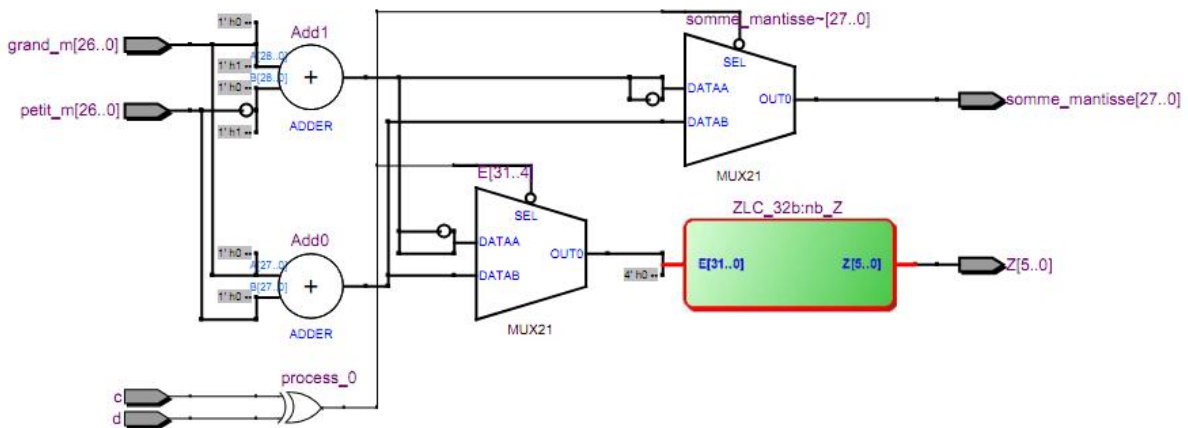 somme_mantisse~[27..0]
1' h0
grand_m[26..0]
Add1
A[28..0]
1' h1
B[28..0]
1' h0
petit_m[26..0]
1' h1
ADDER
SEL
DATAA
OUT0
DATAB
somme_mantisse[27..0]
MUX21
E[31..4]
SEL
DATAA
OUT0
DATAB
MUX21
ZLC_32b:nb_Z
E[31..0]
Z[5..0]
4' h0
Z[5..0]
Add0
1' h0
A[27..0]
B[27..0]
1' h0
ADDER
process_0
c
d